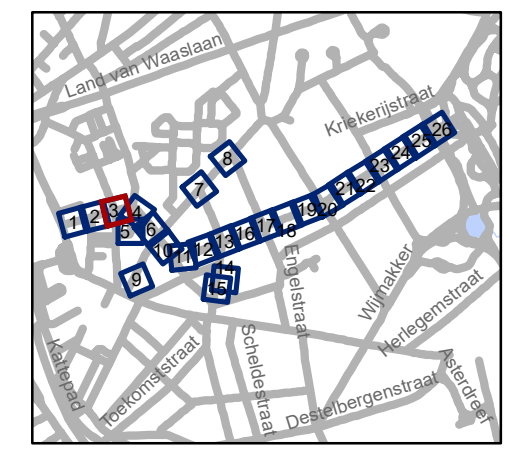 Land van Waaslaan
Kriekerijstraat
8
7
26
25
24
23
22
21
20
19
18
17
16
13
12
11
10
6
5
4
3
2
1
9
14
15
Engelstraat
Wijmakker
Herlegemstraat
Kattepad
Toekomststraat
Scheldestraat
Destelbergenstraat
Asterdreef